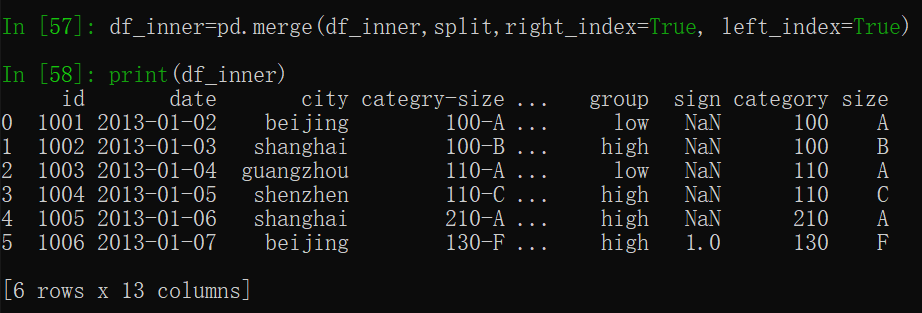 In [57]: df_inner=pd.merge(df_inner,split,right_index=True, left_index=True)
In [58]: print(df_inner)
id date city categry-size ... group sign category size
0 1001 2013-01-02 beijing 100-A ... low NaN 100 A
1 1002 2013-01-03 shanghai 100-B ... high NaN 100 B
2 1003 2013-01-04 guangzhou 110-A ... low NaN 110 A
3 1004 2013-01-05 shenzhen 110-C ... high NaN 110 C
4 1005 2013-01-06 shanghai 210-A ... high NaN 210 A
5 1006 2013-01-07 beijing 130-F ... high 1.0 130 F
[6 rows x 13 columns]